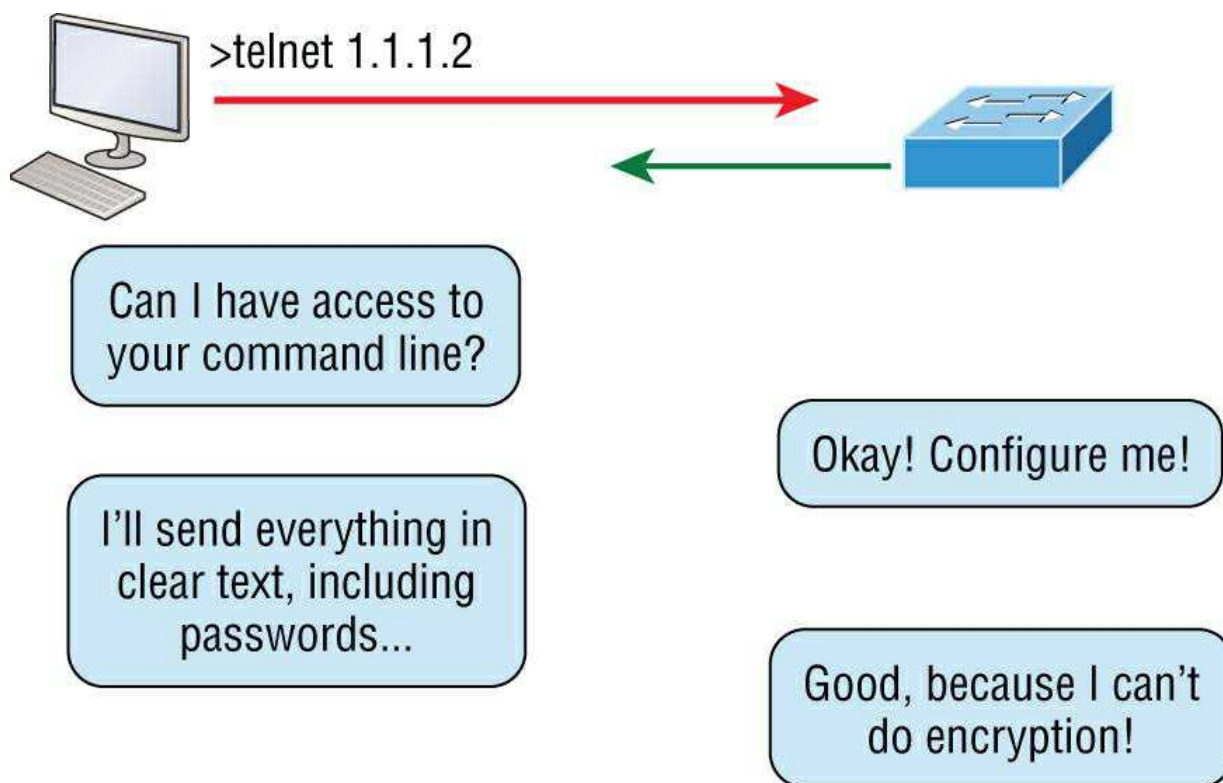 >telnet 1.1.1.2
Can I have access to
your command line?
Okay! Configure me!
I'll send everything in
clear text, including
passwords...
Good, because I can't
do encryption!